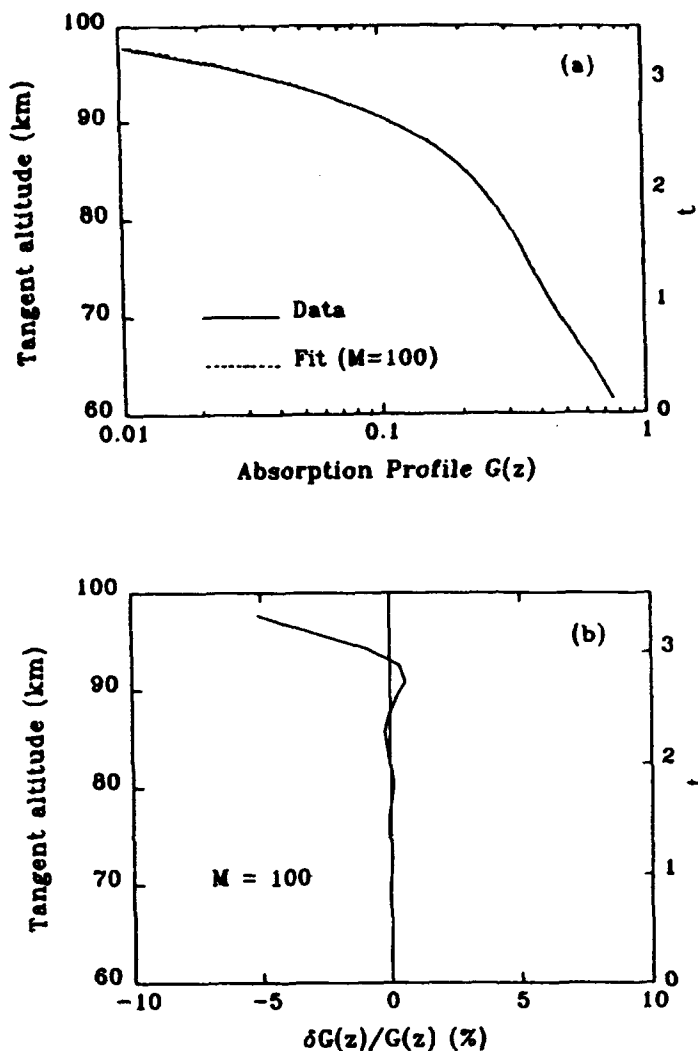 100
90
80
70
60
Tangent altitude (km)
(a)
3
2
1
0
t
Data
Fit (M=100)
0.01
0.1
1
Absorption Profile G(z)
100
90
80
70
60
Tangent altitude (km)
(b)
3
2
1
0
M = 100
-10
-5
0
5
10
δG(z)/G(z) (%)